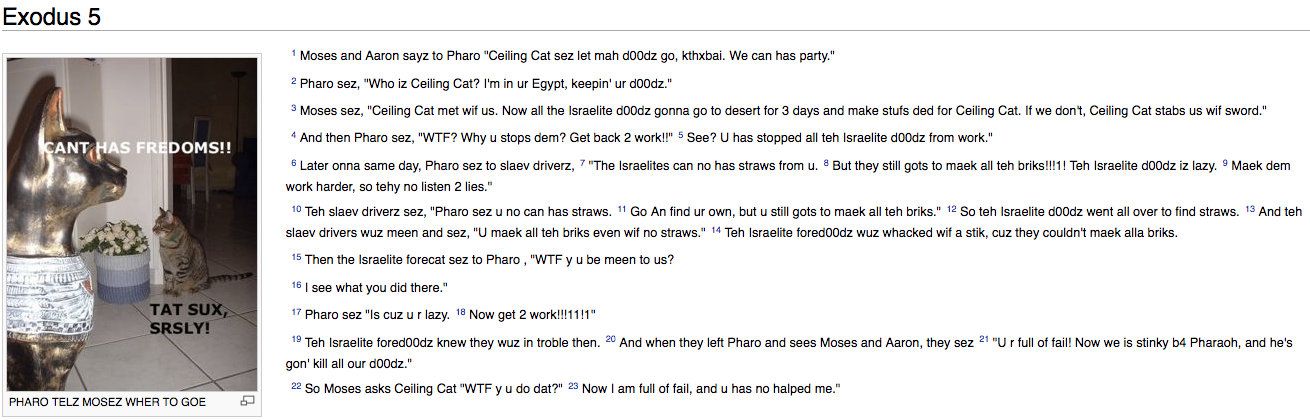 Exodus 5
CANT HAS FREDOMS!!
TAT SUX,
SRSLY!
PHARO TELZ MOSEZ WHER TO GOE
1 Moses and Aaron sayz to Pharo "Ceiling Cat sez let mah d00dz go, kthxbai. We can has party."
2 Pharo sez, "Who iz Ceiling Cat? I'm in ur Egypt, keepin' ur d00dz."
3 Moses sez, "Ceiling Cat met wif us. Now all the Israelite d00dz gonna go to desert for 3 days and make stufs ded for Ceiling Cat. If we don't, Ceiling Cat stabs us wif sword."
4 And then Pharo sez, "WTF? Why u stops dem? Get back 2 work!!" 5 See? U has stopped all teh Israelite d00dz from work."
6 Later onna same day, Pharo sez to slaev driverz, 7 "The Israelites can no has straws from u. 8 But they still gots to maek all teh briks!!!1! Teh Israelite d00dz iz lazy. 9 Maek dem
work harder, so tehy no listen 2 lies."
10 Teh slaev driverz sez, "Pharo sez u no can has straws. 11 Go An find ur own, but u still gots to maek all teh briks." 12 So teh Israelite d00dz went all over to find straws. 13 And teh
slaev drivers wuz meen and sez, "U maek all teh briks even wif no straws." 14 Teh Israelite fored00dz wuz whacked wif a stik, cuz they couldn't maek alla briks.
15 Then the Israelite forecat sez to Pharo , "WTF y u be meen to us?
16 I see what you did there."
17 Pharo sez "Is cuz u r lazy. 18 Now get 2 work!!!11!1"
19 Teh Israelite fored00dz knew they wuz in troble then. 20 And when they left Pharo and sees Moses and Aaron, they sez 21 "U r full of fail! Now we is stinky b4 Pharaoh, and he's
gon' kill all our d00dz."
22 So Moses asks Ceiling Cat "WTF y u do dat?" 23 Now I am full of fail, and u has no halped me."